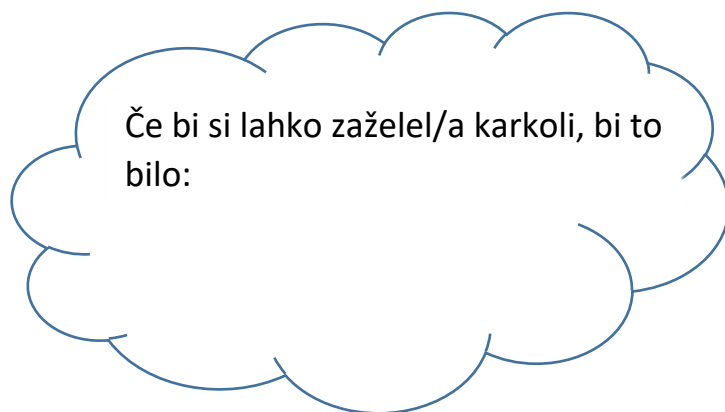 Če bi si lahko zaželel/a karkoli, bi to
bilo: